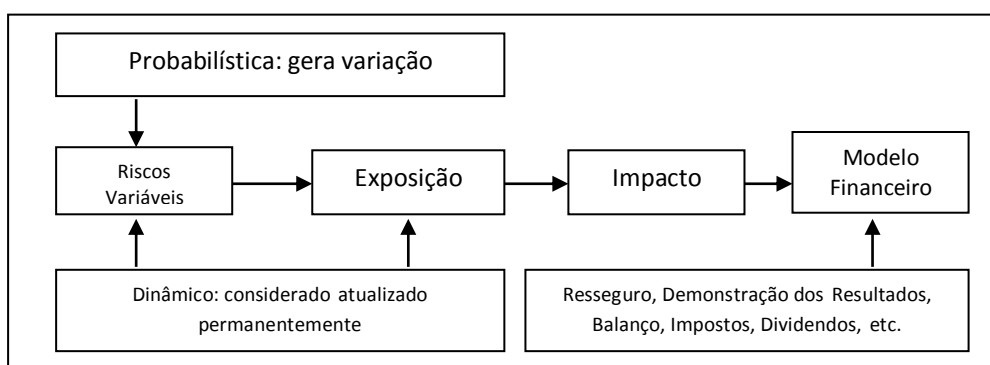 Probabilística: gera variação
Riscos
Variáveis
Exposição
Impacto
Modelo
Financeiro
Dinâmico: considerado atualizado
permanentemente
Resseguro, Demonstração dos Resultados,
Balanço, Impostos, Dividendos, etc.